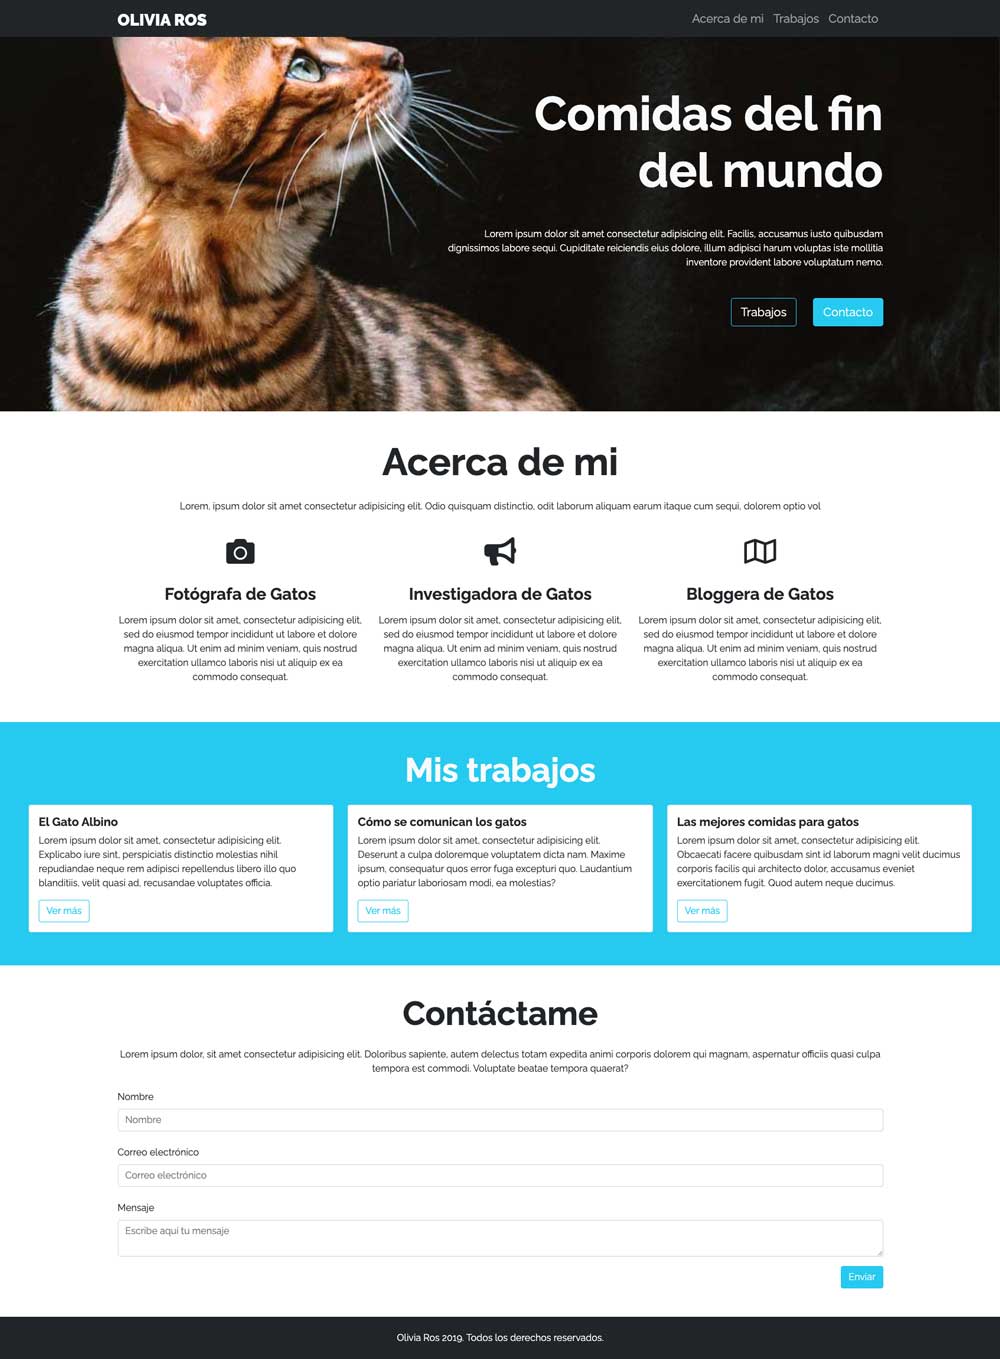 OLIVIA ROS
Acerca de mi Trabajos Contacto
Comidas del fin
del mundo
Lorem ipsum dolor sit amet consectetur adipisicing elit. Facilis, accusamus iusto quibusdam
dignissimos labore sequi. Cupiditate reiciendis eius dolore, illum adipisci harum voluptas iste mollitia
inventore provident labore voluptatum nemo.
Trabajos
Contacto
Acerca de mi
Lorem, ipsum dolor sit amet consectetur adipisicing elit. Odio quisquam distinctio, odit laborum aliquam earum itaque cum sequi, dolorem optio vol
Fotógrafa de Gatos
Lorem ipsum dolor sit amet, consectetur adipisicing elit,
sed do eiusmod tempor incididunt ut labore et dolore
magna aliqua. Ut enim ad minim veniam, quis nostrud
exercitation ullamco laboris nisi ut aliquip ex ea
commodo consequat.
Investigadora de Gatos
Lorem ipsum dolor sit amet, consectetur adipisicing elit,
sed do eiusmod tempor incididunt ut labore et dolore
magna aliqua. Ut enim ad minim veniam, quis nostrud
exercitation ullamco laboris nisi ut aliquip ex ea
commodo consequat.
Bloggera de Gatos
Lorem ipsum dolor sit amet, consectetur adipisicing elit,
sed do eiusmod tempor incididunt ut labore et dolore
magna aliqua. Ut enim ad minim veniam, quis nostrud
exercitation ullamco laboris nisi ut aliquip ex ea
commodo consequat.
Mis trabajos
El Gato Albino
Lorem ipsum dolor sit amet, consectetur adipisicing elit.
Explicabo iure sint, perspiciatis distinctio molestias nihil
repudiandae neque rem adipisci repellendus libero illo quo
blanditiis, velit quasi ad, recusandae voluptates officia.
Ver más
Cómo se comunican los gatos
Lorem ipsum dolor sit amet, consectetur adipisicing elit.
Deserunt a culpa doloremque voluptatem dicta nam. Maxime
ipsum, consequatur quos error fuga excepturi quo. Laudantium
optio pariatur laboriosam modi, ea molestias?
Ver más
Las mejores comidas para gatos
Lorem ipsum dolor sit amet, consectetur adipisicing elit.
Obcaecati facere quibusdam sint id laborum magni velit ducimus
corporis facilis qui architecto dolor, accusamus eveniet
exercitationem fugit. Quod autem neque ducimus.
Ver más
Contáctame
Lorem ipsum dolor, sit amet consectetur adipisicing elit. Doloribus sapiente, autem delectus totam expedita animi corporis dolorem qui magnam, aspernatur officiis quasi culpa
tempora est commodi. Voluptate beatae tempora quaerat?
Nombre
Nombre
Correo electrónico
Correo electrónico
Mensaje
Escribe aquí tu mensaje
Enviar
Olivia Ros 2019. Todos los derechos reservados.